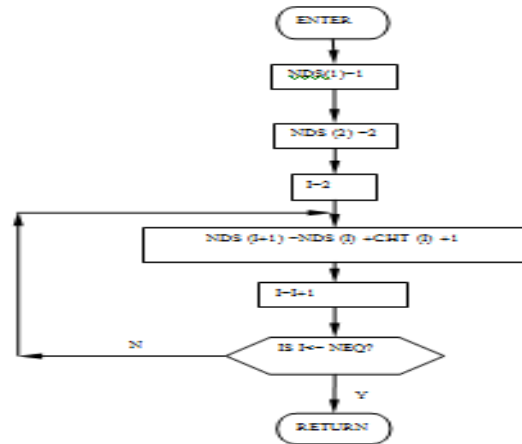 ENTER
NDS(1)=1
NDS (2) =2
I=2
NDS (I+1) =NDS (I) +CHT (I) +1
I=I+1
IS I<= NEQ?
N
Y
RETURN